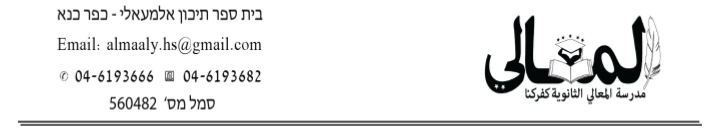 בית ספר תיכון אלמעאלי - כפר כנא
Email: almaaly.hs@gmail.com
✆ 04-6193666 📠 04-6193682
סמל מס' 560482
المعالي
مدرسة المعالي الثانوية كفركنا